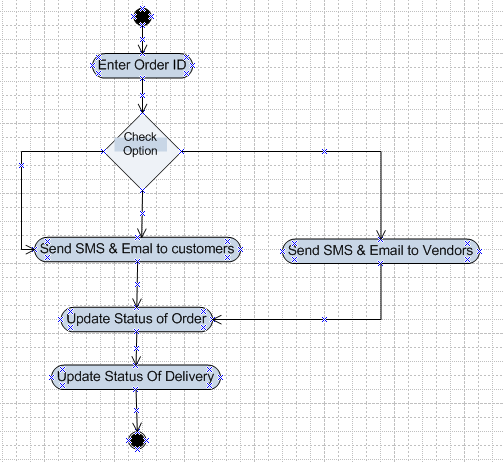 Enter Order ID
Check
Option
Send SMS & Emal to customers
Send SMS & Email to Vendors
Update Status of Order
Update Status Of Delivery